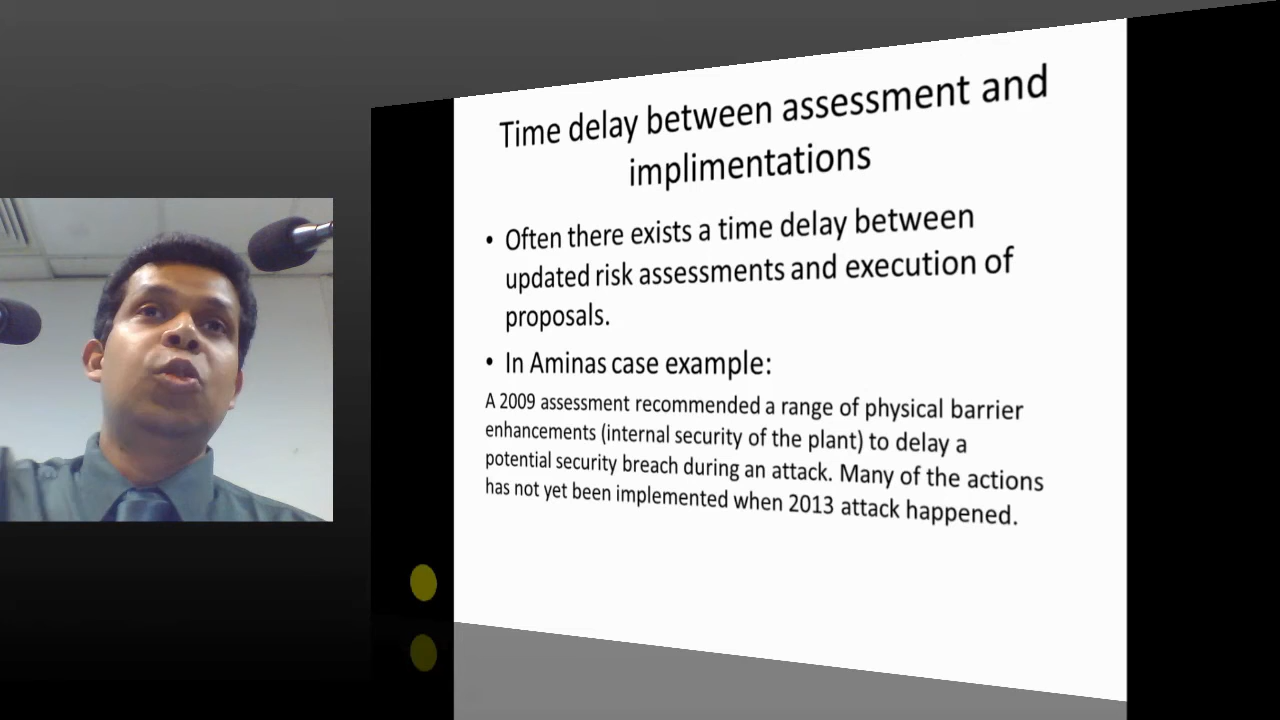 Time delay between assessment and
implimentations
• Often there exists a time delay between
updated risk assessments and execution of
proposals.
• In Aminas case example:
A 2009 assessment recommended a range of physical barrier
enhancements (internal security of the plant) to delay a
potential security breach during an attack. Many of the actions
has not yet been implemented when 2013 attack happened.